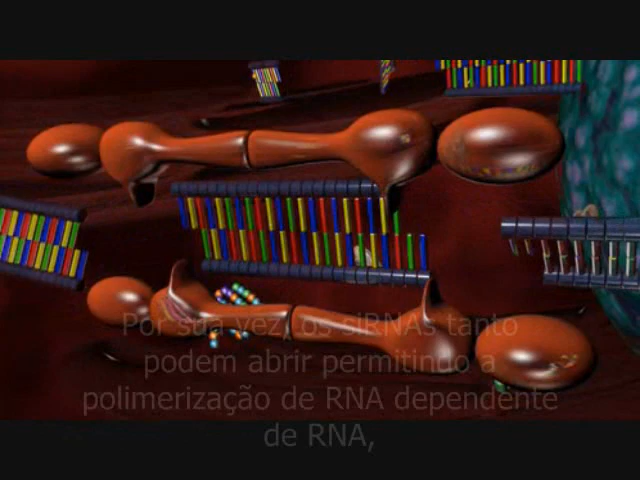 Por sua vez, os siRNAs tanto
podem abrir permitindo a
polimerização de RNA dependente
de RNA,